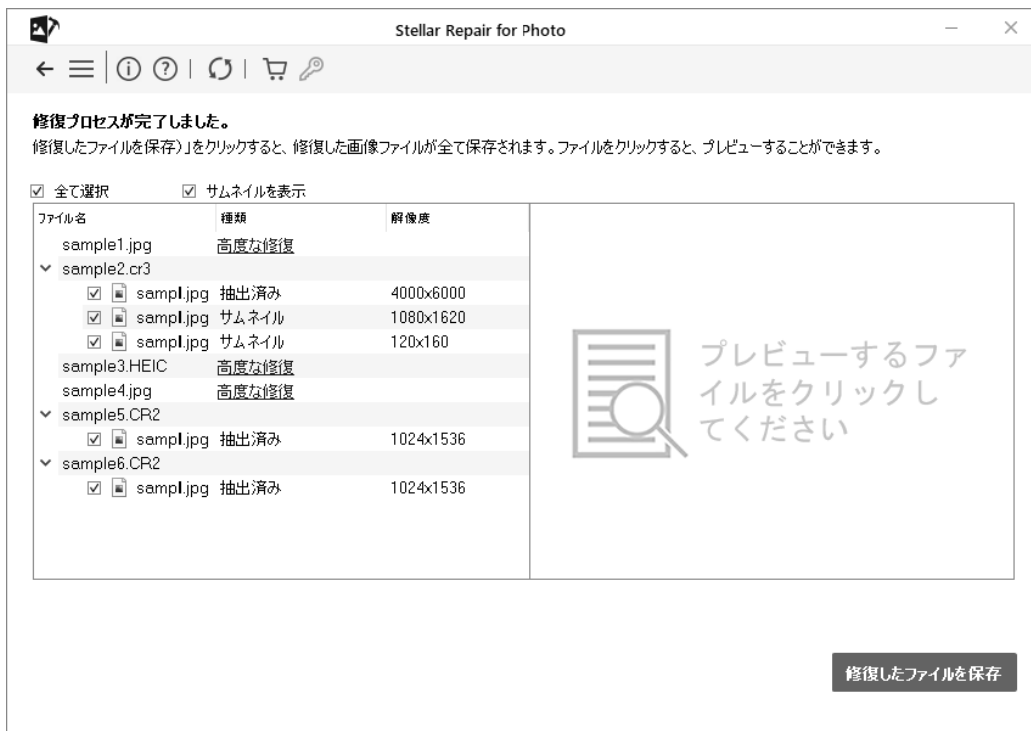 Stellar Repair for Photo
修復プロセスが完了しました。
修復したファイルを保存)」をクリックすると、修復した画像ファイルが全て保存されます。ファイルをクリックすると、プレビューすることができます。
全て選択 サムネイルを表示
ファイル名 種類 解像度
sample1.jpg 高度な修復
sample2.cr3
sampl.jpg 抽出済み 4000x6000
sampl.jpg サムネイル 1080x1620
sampl.jpg サムネイル 120x160
sample3.HEIC 高度な修復
sample4.jpg 高度な修復
sample5.CR2
sampl.jpg 抽出済み 1024x1536
sample6.CR2
sampl.jpg 抽出済み 1024x1536
プレビューするファ
イルをクリックし
てください
修復したファイルを保存